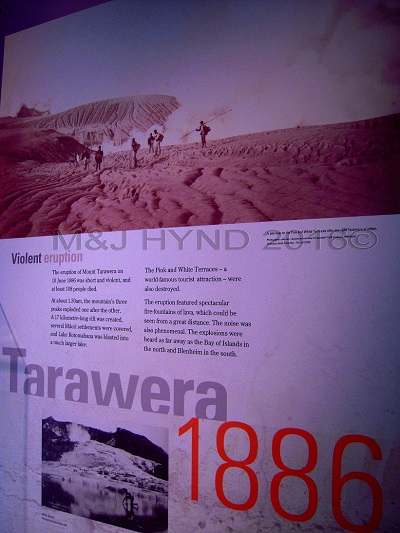 M&J HYND 2016©
Violent eruption
The eruption of Mount Tarawera on
10 June 1886 was short and violent, and
at least 108 people died.
At about 1.30am, the mountain's three
peaks exploded one after the other.
A 17 kilometre-long rift was created,
several Māori settlements were covered,
and Lake Rotomahana was blasted into
a much larger lake.
The Pink and White Terraces – a
world-famous tourist attraction – were
also destroyed.
The eruption featured spectacular
fire fountains of lava, which could be
seen from a great distance. The noise was
also phenomenal. The explosions were
heard as far away as the Bay of Islands in
the north and Blenheim in the south.
Tarawera
1886